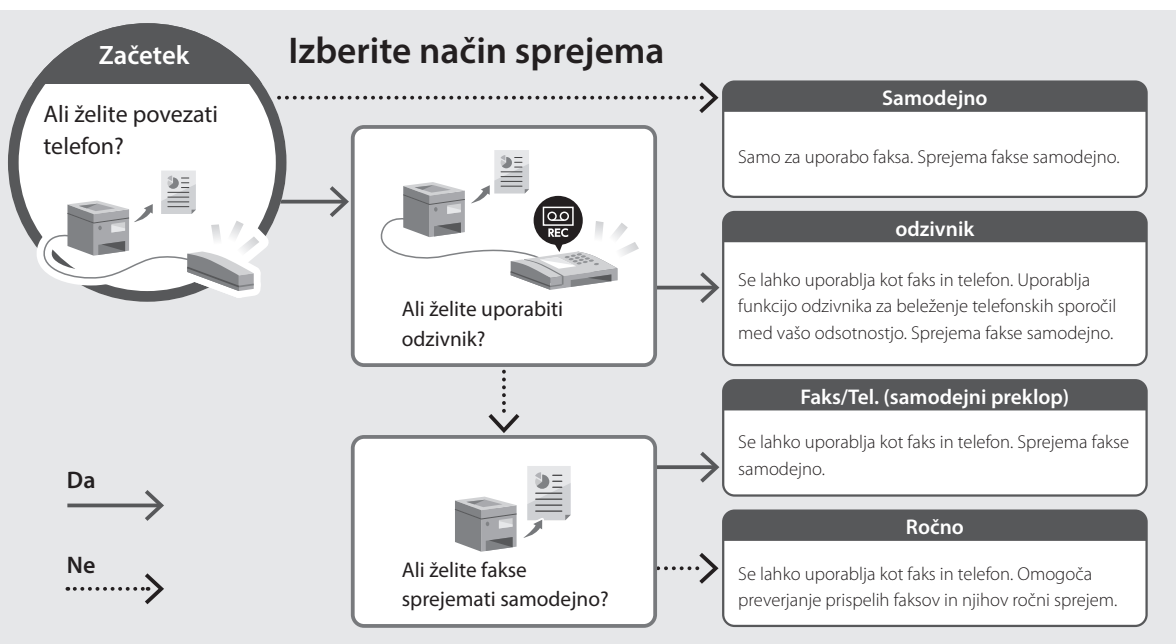 Začetek
Izberite način sprejema
Ali želite povezati
telefon?
Samodejno
Samo za uporabo faksa. Sprejema fakse samodejno.
REC
Ali želite uporabiti
odzivnik?
odzivnik
Se lahko uporablja kot faks in telefon. Uporablja
funkcijo odzivnika za beleženje telefonskih sporočil
med vašo odsotnostjo. Sprejema fakse samodejno.
Faks/Tel. (samodejni preklop)
Se lahko uporablja kot faks in telefon. Sprejema fakse
samodejno.
Ali želite fakse
sprejemati samodejno?
Ročno
Se lahko uporablja kot faks in telefon. Omogoča
preverjanje prispelih faksov in njihov ročni sprejem.
Da
Ne